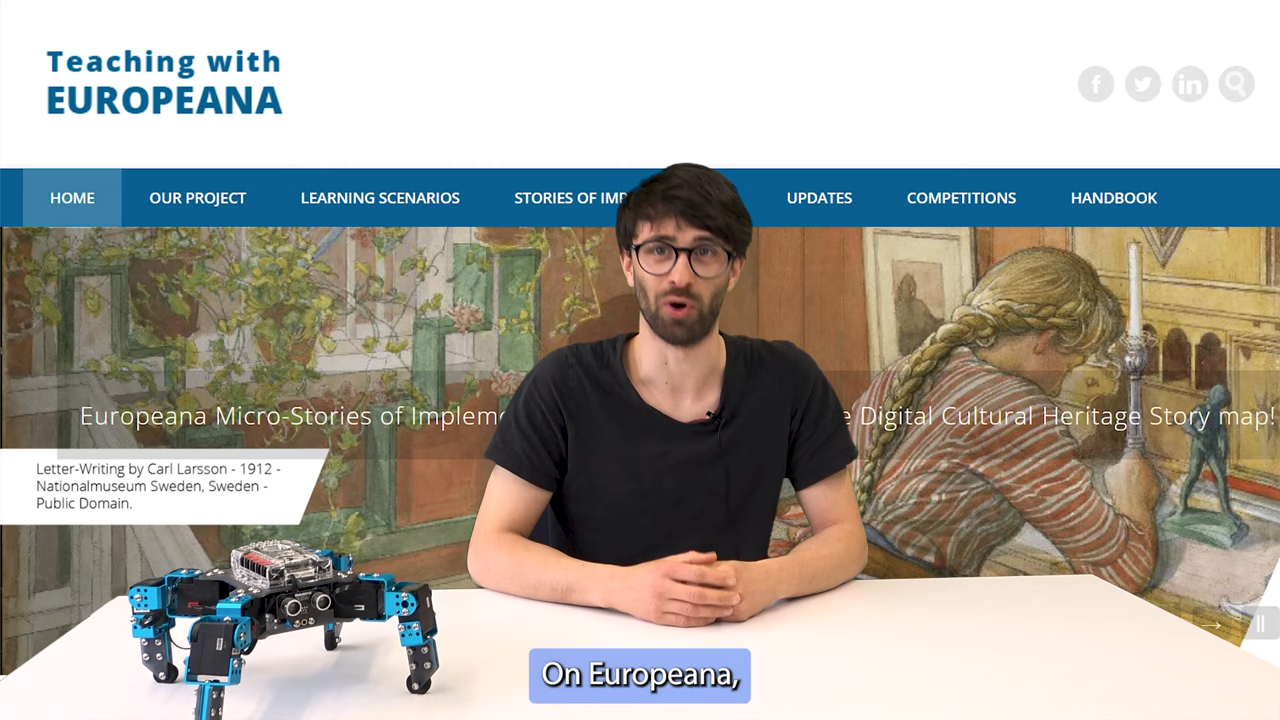 Teaching with
EUROPEANA
HOME OUR PROJECT LEARNING SCENARIOS STORIES OF IMP UPDATES COMPETITIONS HANDBOOK
Europeana Micro-Stories of Implem e Digital Cultural Heritage Story map!
Letter-Writing by Carl Larsson - 1912 -
Nationalmuseum Sweden, Sweden -
Public Domain.
On Europeana,